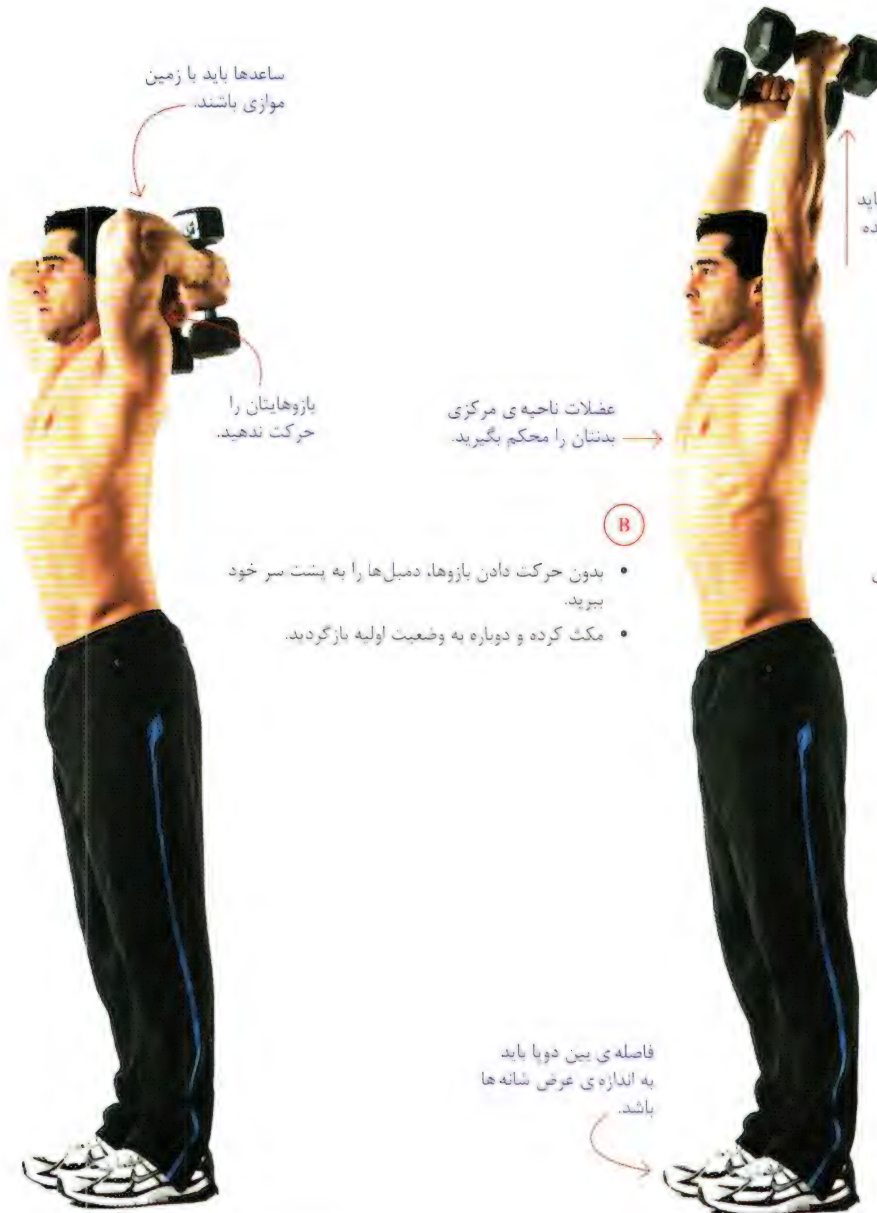 ساعدها باید با زمین
موازی باشند.
بازوهایتان را
حرکت ندهید.
عضلات ناحیه ی مرکزی
بدنتان را محکم بگیرید.
B
• بدون حرکت دادن بازوها، دمبل‌ها را به پشت سر خود
ببرید.
• مکث کرده و دوباره به وضعیت اولیه بازگردید.
فاصله ی بین دوپا باید
به اندازه ی عرض شانه ها
باشد.